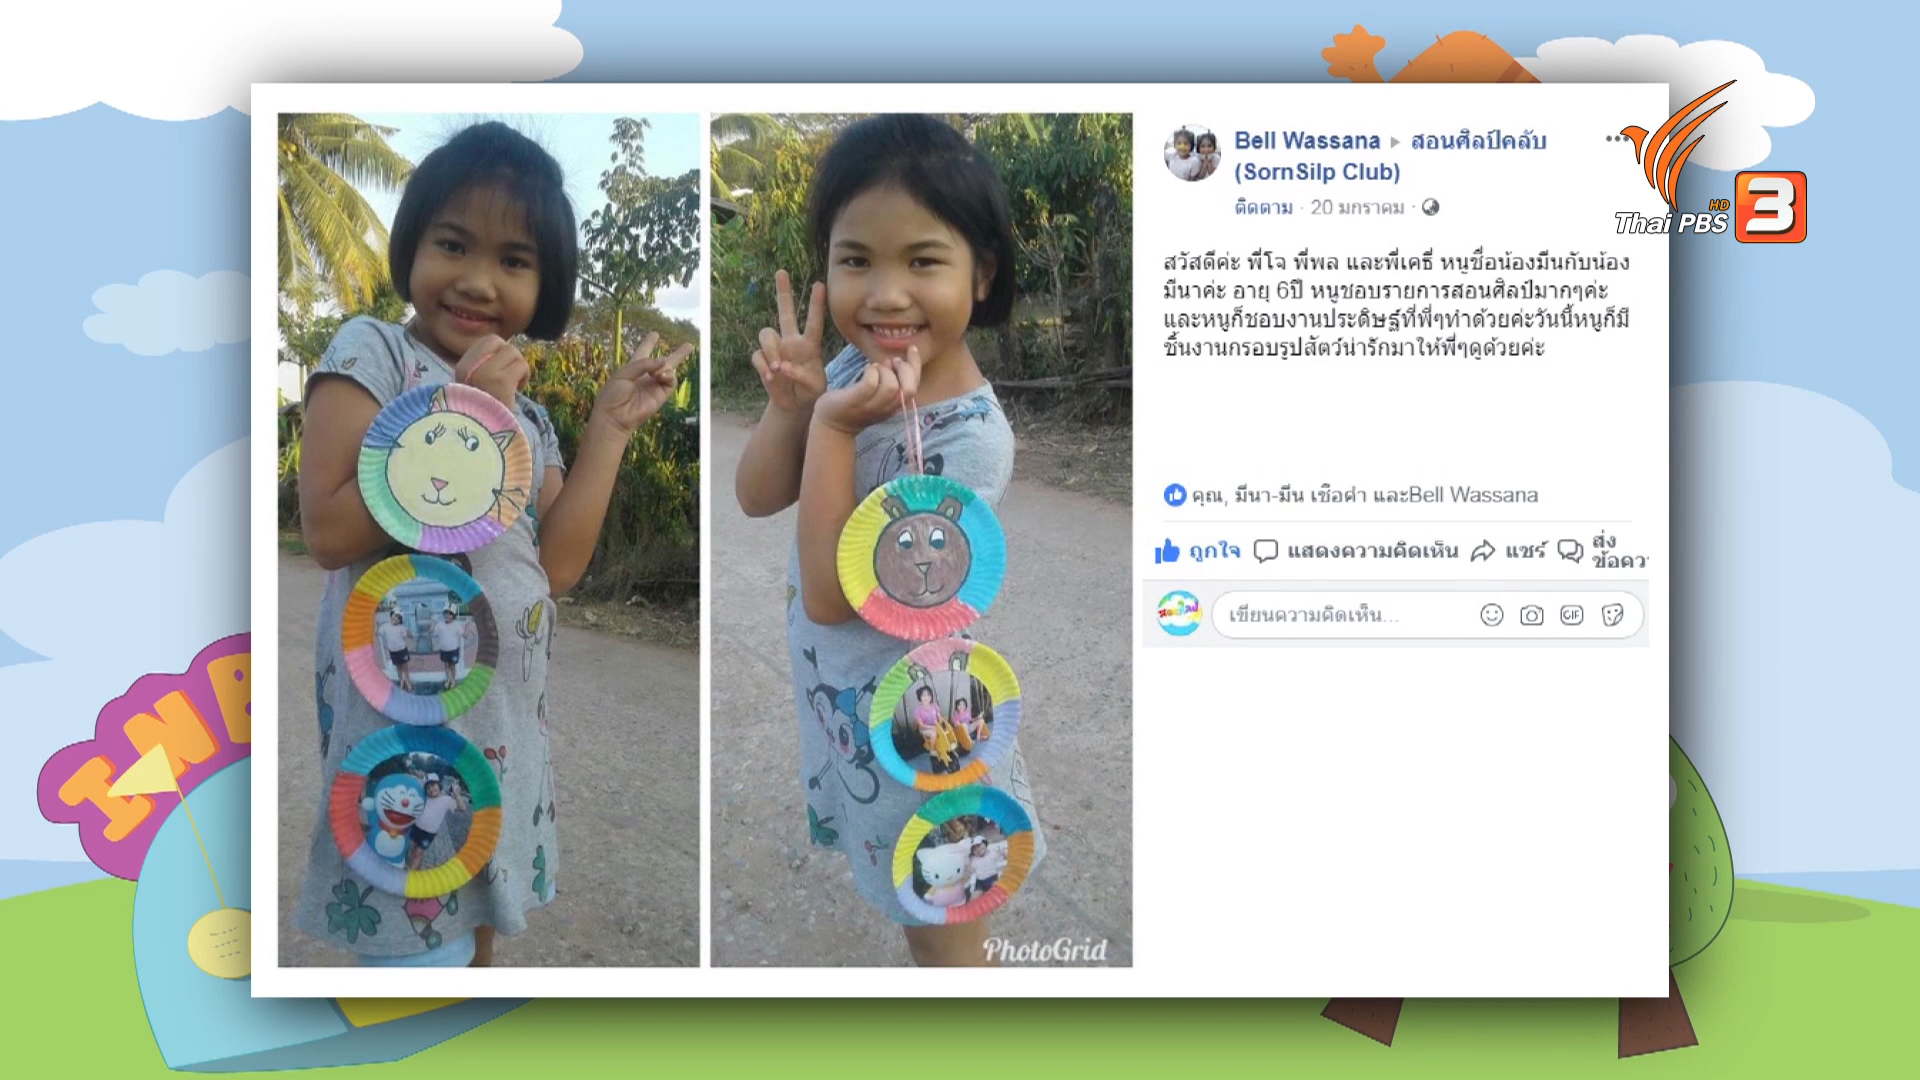 Bell Wassana ▸ สอนศิลป์คลับ
(SornSilp Club)
ติดตาม · 20 มกราคม ·
HD
Thai PBS 3
สวัสดีค่ะ พี่โจ พี่พล และพี่เคธี่ หนูชื่อน้องมีนกับน้อง
มีนาค่ะ อายุ 6ปี หนูชอบรายการสอนศิลป์มากๆค่ะ
และหนูก็ชอบงานประดิษฐ์ที่พี่ๆทำด้วยค่ะวันนี้หนูก็มี
ชิ้นงานกรอบรูปสัตว์น่ารักมาให้พี่ๆดูด้วยค่ะ
คุณ, มีนา-มีน เชื้อคำ และBell Wassana
ถูกใจ แสดงความคิดเห็น แชร์ ส่ง
เขียนความคิดเห็น...
GIF
PhotoGrid